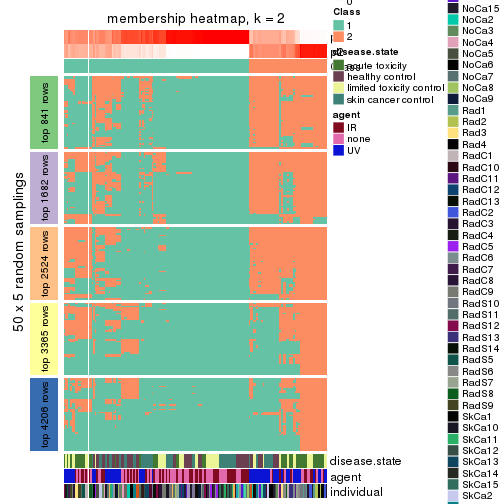 membership heatmap, k = 2
50 x 5 random samplings
top 841 rows
top 1682 rows
top 2524 rows
top 3365 rows
top 4206 rows
disease.state
agent
individual
Class
1
2
disease.state
acute toxicity
healthy control
limited toxicity control
skin cancer control
agent
IR
none
UV
NoCa15
NoCa2
NoCa3
NoCa4
NoCa5
NoCa6
NoCa7
NoCa8
NoCa9
Rad1
Rad2
Rad3
Rad4
RadC1
RadC10
RadC11
RadC12
RadC13
RadC2
RadC3
RadC4
RadC5
RadC6
RadC7
RadC8
RadC9
RadS10
RadS11
RadS12
RadS13
RadS14
RadS5
RadS6
RadS7
RadS8
RadS9
SkCa1
SkCa10
SkCa11
SkCa12
SkCa13
SkCa14
SkCa15
SkCa2